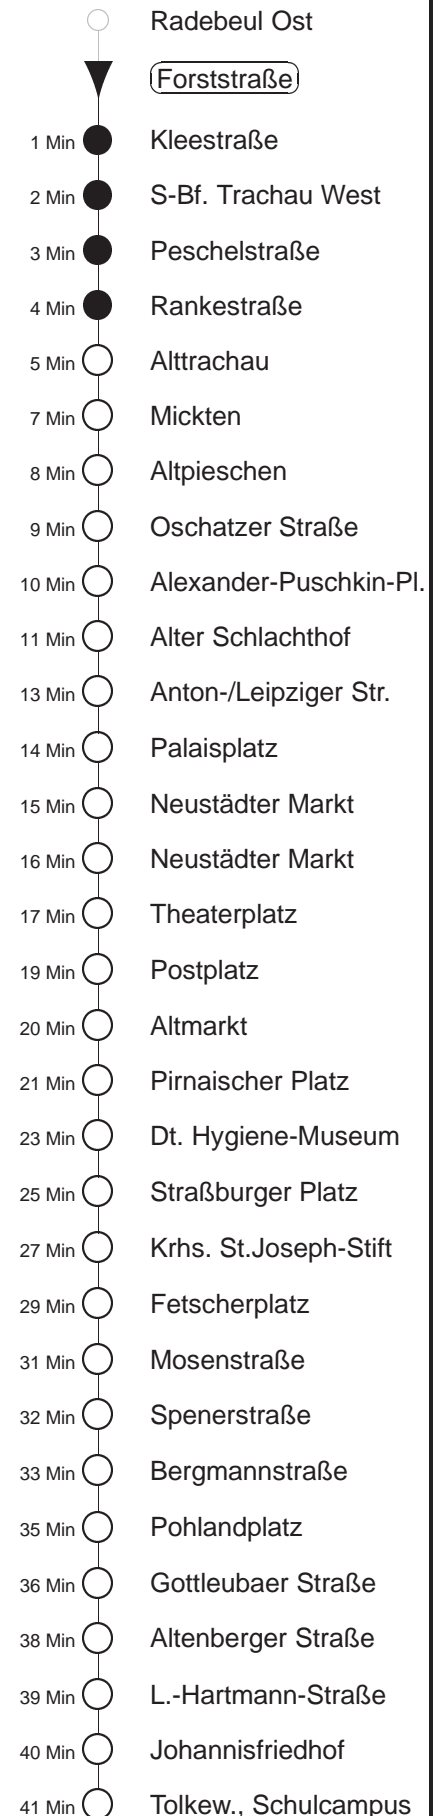 Radebeul Ost
Forststraße
1 Min Kleestraße
2 Min S-Bf. Trachau West
3 Min Peschelstraße
4 Min Rankestraße
5 Min Alttrachau
7 Min Mickten
8 Min Altpieschen
9 Min Oschatzer Straße
10 Min Alexander-Puschkin-Pl.
11 Min Alter Schlachthof
13 Min Anton-/Leipziger Str.
14 Min Palaisplatz
15 Min Neustädter Markt
16 Min Neustädter Markt
17 Min Theaterplatz
19 Min Postplatz
20 Min Altmarkt
21 Min Pirnaischer Platz
23 Min Dt. Hygiene-Museum
25 Min Straßburger Platz
27 Min Krhs. St.Joseph-Stift
29 Min Fetscherplatz
31 Min Mosenstraße
32 Min Spenerstraße
33 Min Bergmannstraße
35 Min Pohlandplatz
36 Min Gottleubaer Straße
38 Min Altenberger Straße
39 Min L.-Hartmann-Straße
40 Min Johannisfriedhof
41 Min Tolkew., Schulcampus